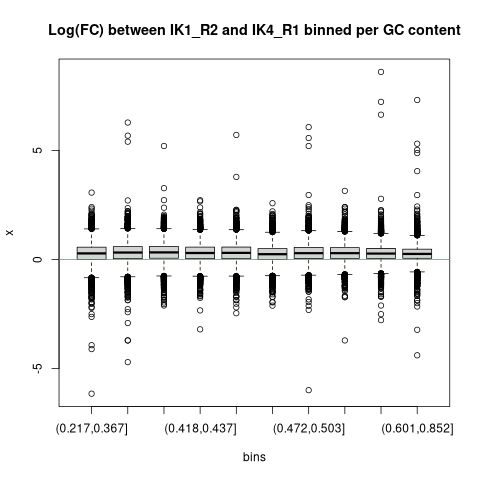 Log(FC) between IK1_R2 and IK4_R1 binned per GC content
x
5
0
-5
(0.217,0.367]
(0.418,0.437]
(0.472,0.503]
(0.601,0.852]
bins